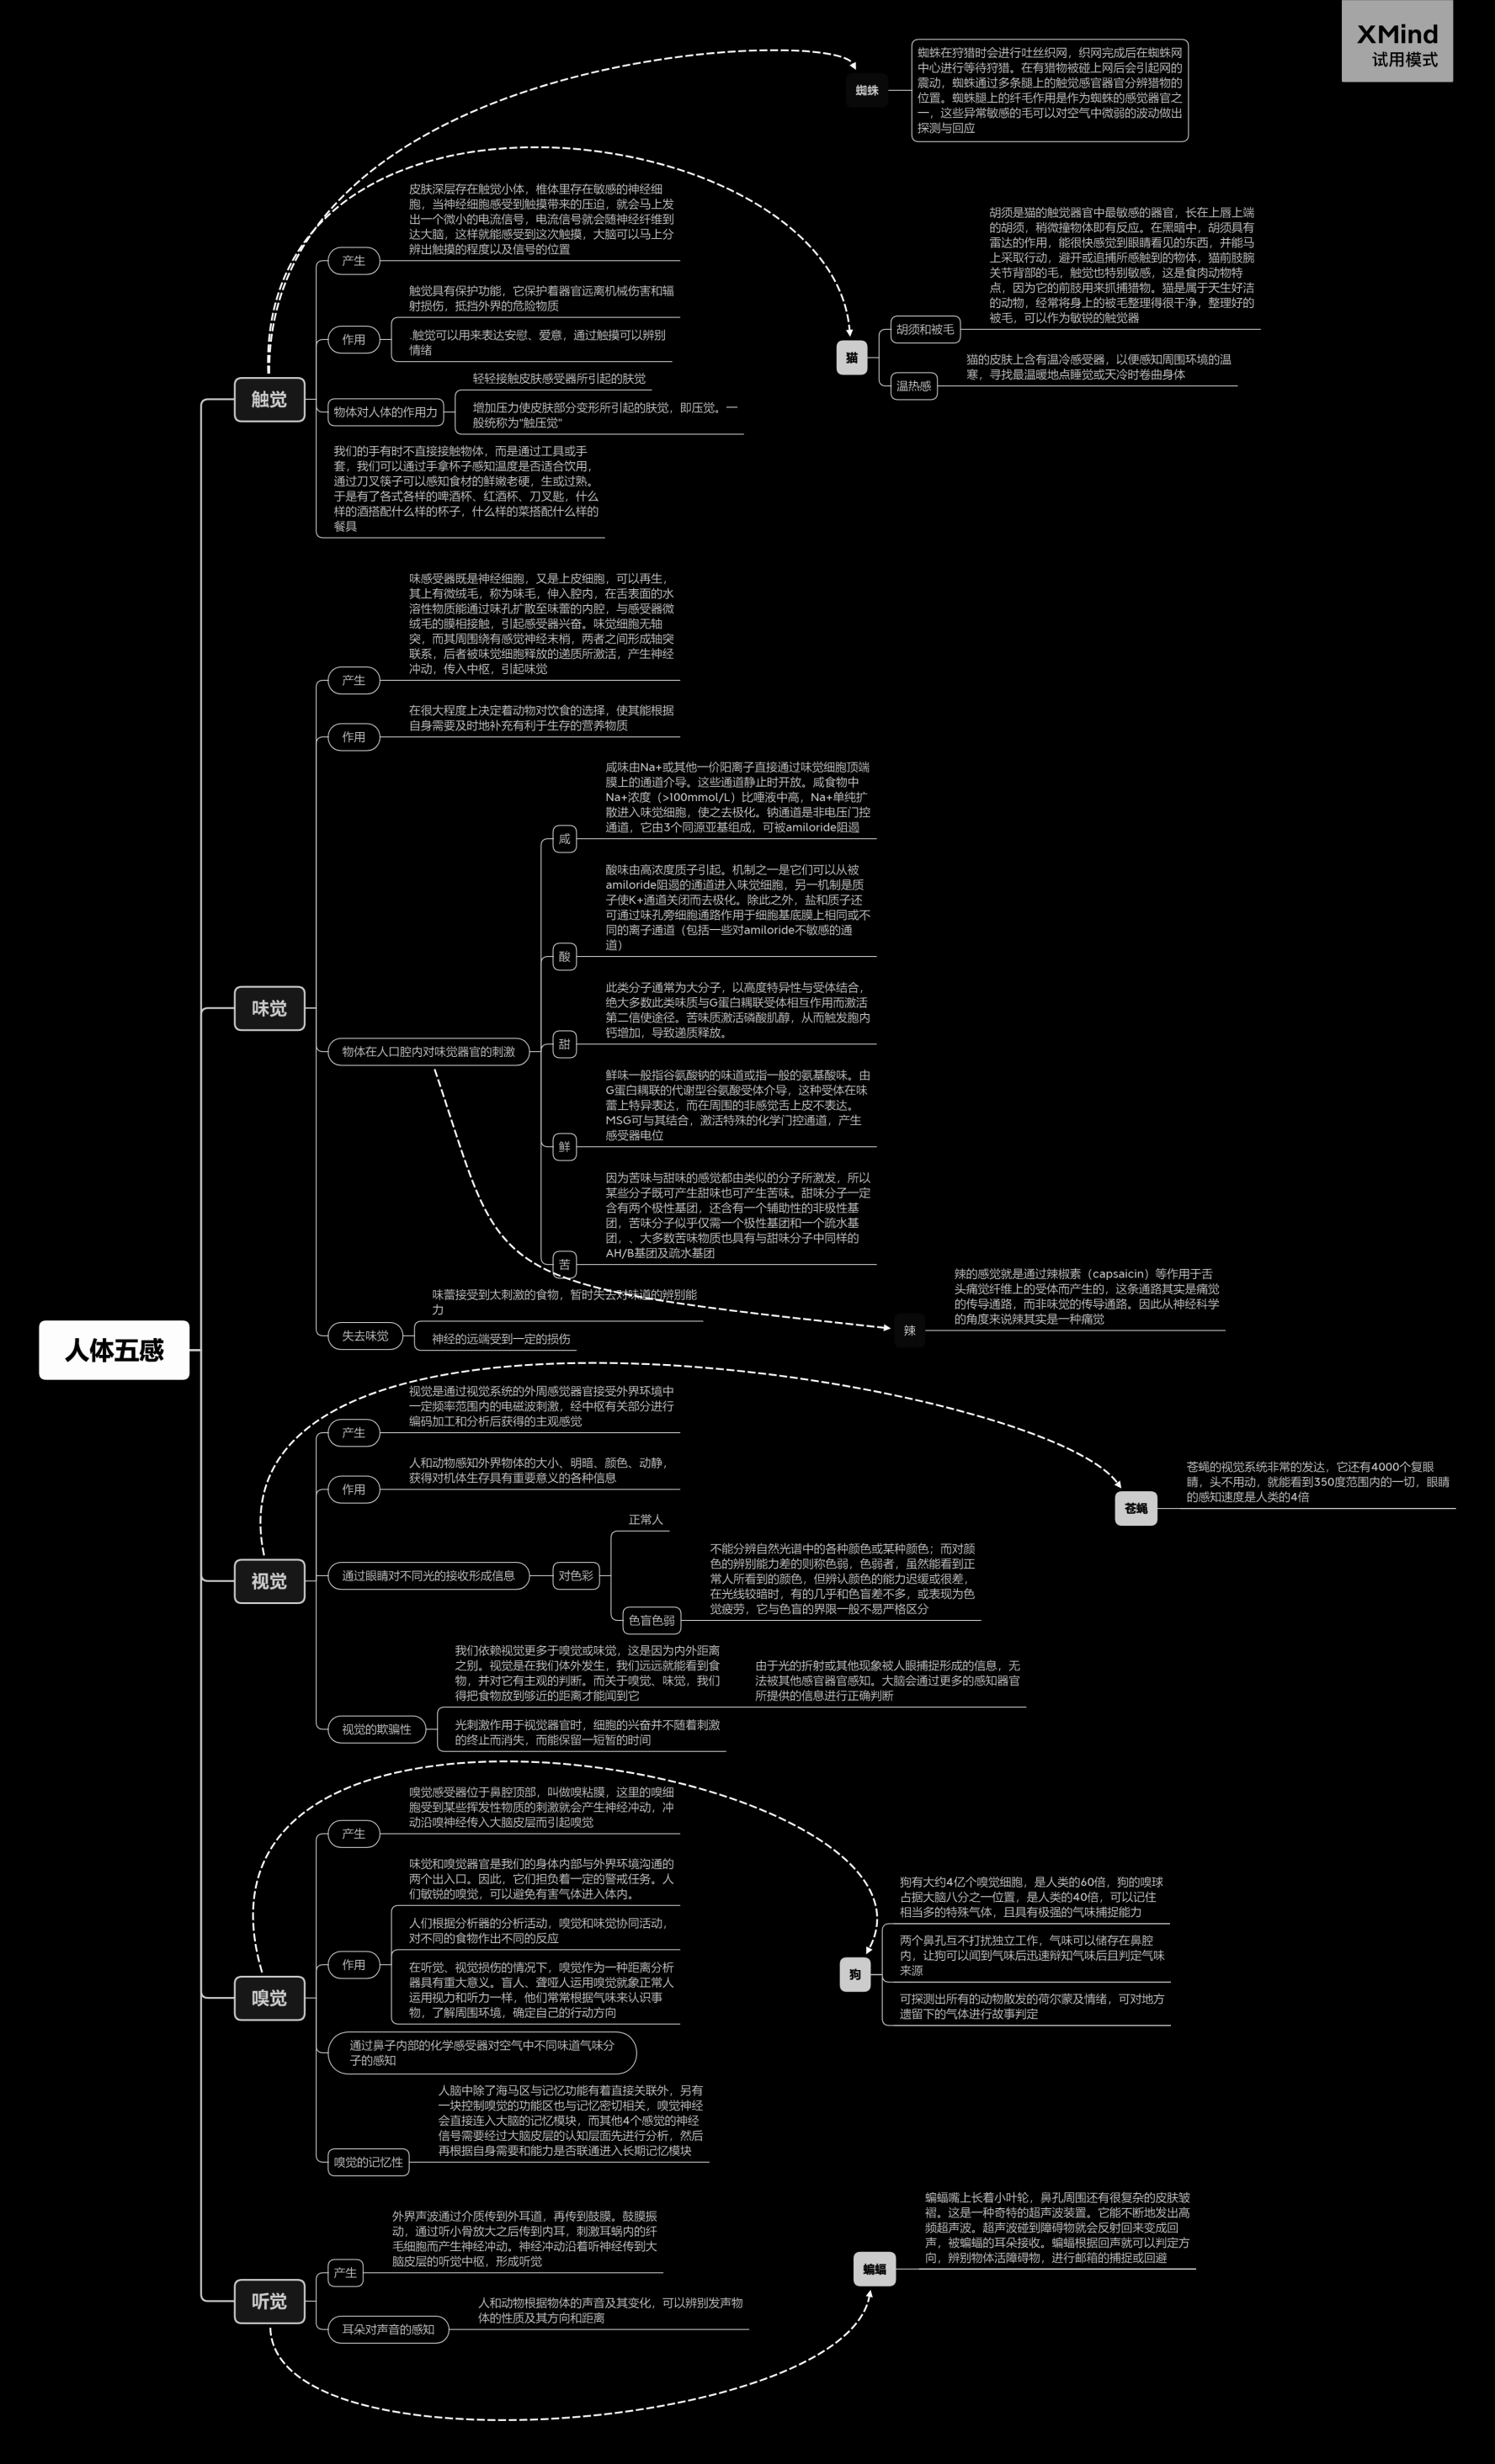 XMind
试用模式
蜘蛛
蜘蛛在狩猎时会进行吐丝织网，织网完成后在蜘蛛网
中心进行等待狩猎。在有猎物被碰上网后会引起网的
震动，蜘蛛通过多条腿上的触觉感官器官分辨猎物的
位置。蜘蛛腿上的纤毛作用是作为蜘蛛的感觉器官之
一，这些异常敏感的毛可以对空气中微弱的波动做出
探测与回应
人体五感
触觉
产生
皮肤深层存在触觉小体，椎体里存在敏感的神经细
胞，当神经细胞感受到触摸带来的压迫，就会马上发
出一个微小的电流信号，电流信号就会随神经纤维到
达大脑，这样就能感受到这次触摸，大脑可以马上分
辨出触摸的程度以及信号的位置
作用
触觉具有保护功能，它保护着器官远离机械伤害和辐
射损伤，抵挡外界的危险物质
.触觉可以用来表达安慰、爱意，通过触摸可以辨别
情绪
物体对人体的作用力
轻轻接触皮肤感受器所引起的肤觉
增加压力使皮肤部分变形所引起的肤觉，即压觉。一
般统称为"触压觉"
我们的手有时不直接接触物体，而是通过工具或手
套，我们可以通过手拿杯子感知温度是否适合饮用，
通过刀叉筷子可以感知食材的鲜嫩老硬，生或过熟。
于是有了各式各样的啤酒杯、红酒杯、刀叉匙，什么
样的酒搭配什么样的杯子，什么样的菜搭配什么样的
餐具
猫
胡须和被毛
胡须是猫的触觉器官中最敏感的器官，长在上唇上端
的胡须，稍微撞物体即有反应。在黑暗中，胡须具有
雷达的作用，能很快感觉到眼睛看见的东西，并能马
上采取行动，避开或追捕所感触到的物体，猫前肢腕
关节背部的毛，触觉也特别敏感，这是食肉动物特
点，因为它的前肢用来抓捕猎物。猫是属于天生好洁
的动物，经常将身上的被毛整理得很干净，整理好的
被毛，可以作为敏锐的触觉器
温热感
猫的皮肤上含有温冷感受器，以便感知周围环境的温
寒，寻找最温暖地点睡觉或天冷时卷曲身体
味觉
产生
味感受器既是神经细胞，又是上皮细胞，可以再生，
其上有微绒毛，称为味毛，伸入腔内，在舌表面的水
溶性物质能通过味孔扩散至味蕾的内腔，与感受器微
绒毛的膜相接触，引起感受器兴奋。味觉细胞无轴
突，而其周围绕有感觉神经末梢，两者之间形成轴突
联系，后者被味觉细胞释放的递质所激活，产生神经
冲动，传入中枢，引起味觉
作用
在很大程度上决定着动物对饮食的选择，使其能根据
自身需要及时地补充有利于生存的营养物质
物体在人口腔内对味觉器官的刺激
咸
咸味由Na+或其他一价阳离子直接通过味觉细胞顶端
膜上的通道介导。这些通道静止时开放。咸食物中
Na+浓度（>100mmol/L）比唾液中高，Na+单纯扩
散进入味觉细胞，使之去极化。钠通道是非电压门控
通道，它由3个同源亚基组成，可被amiloride阻遏
酸
酸味由高浓度质子引起。机制之一是它们可以从被
amiloride阻遏的通道进入味觉细胞，另一机制是质
子使K+通道关闭而去极化。除此之外，盐和质子还
可通过味孔旁细胞通路作用于细胞基底膜上相同或不
同的离子通道（包括一些对amiloride不敏感的通
道）
甜
此类分子通常为大分子，以高度特异性与受体结合，
绝大多数此类味质与G蛋白耦联受体相互作用而激活
第二信使途径。苦味质激活磷酸肌醇，从而触发胞内
钙增加，导致递质释放。
鲜
鲜味一般指谷氨酸钠的味道或指一般的氨基酸味。由
G蛋白耦联的代谢型谷氨酸受体介导，这种受体在味
蕾上特异表达，而在周围的非感觉舌上皮不表达。
MSG可与其结合，激活特殊的化学门控通道，产生
感受器电位
苦
因为苦味与甜味的感觉都由类似的分子所激发，所以
某些分子既可产生甜味也可产生苦味。甜味分子一定
含有两个极性基团，还含有一个辅助性的非极性基
团，苦味分子似乎仅需一个极性基团和一个疏水基
团，、大多数苦味物质也具有与甜味分子中同样的
AH/B基团及疏水基团
失去味觉
味蕾接受到太刺激的食物，暂时失去对味道的辨别能
力
神经的远端受到一定的损伤
辣
辣的感觉就是通过辣椒素（capsaicin）等作用于舌
头痛觉纤维上的受体而产生的，这条通路其实是痛觉
的传导通路，而非味觉的传导通路。因此从神经科学
的角度来说辣其实是一种痛觉
视觉
产生
视觉是通过视觉系统的外周感觉器官接受外界环境中
一定频率范围内的电磁波刺激，经中枢有关部分进行
编码加工和分析后获得的主观感觉
作用
人和动物感知外界物体的大小、明暗、颜色、动静，
获得对机体生存具有重要意义的各种信息
通过眼睛对不同光的接收形成信息
对色彩
正常人
色盲色弱
不能分辨自然光谱中的各种颜色或某种颜色；而对颜
色的辨别能力差的则称色弱，色弱者，虽然能看到正
常人所看到的颜色，但辨认颜色的能力迟缓或很差，
在光线较暗时，有的几乎和色盲差不多，或表现为色
觉疲劳，它与色盲的界限一般不易严格区分
视觉的欺骗性
我们依赖视觉更多于嗅觉或味觉，这是因为内外距离
之别。视觉是在我们体外发生，我们远远就能看到食
物，并对它有主观的判断。而关于嗅觉、味觉，我们
得把食物放到够近的距离才能闻到它
由于光的折射或其他现象被人眼捕捉形成的信息，无
法被其他感官器官感知。大脑会通过更多的感知器官
所提供的信息进行正确判断
光刺激作用于视觉器官时，细胞的兴奋并不随着刺激
的终止而消失，而能保留一短暂的时间
苍蝇
苍蝇的视觉系统非常的发达，它还有4000个复眼
睛，头不用动，就能看到350度范围内的一切，眼睛
的感知速度是人类的4倍
嗅觉
产生
嗅觉感受器位于鼻腔顶部，叫做嗅粘膜，这里的嗅细
胞受到某些挥发性物质的刺激就会产生神经冲动，冲
动沿嗅神经传入大脑皮层而引起嗅觉
作用
味觉和嗅觉器官是我们的身体内部与外界环境沟通的
两个出入口。因此，它们担负着一定的警戒任务。人
们敏锐的嗅觉，可以避免有害气体进入体内。
人们根据分析器的分析活动，嗅觉和味觉协同活动，
对不同的食物作出不同的反应
在听觉、视觉损伤的情况下，嗅觉作为一种距离分析
器具有重大意义。盲人、聋哑人运用嗅觉就象正常人
运用视力和听力一样，他们常常根据气味来认识事
物，了解周围环境，确定自己的行动方向
通过鼻子内部的化学感受器对空气中不同味道气味分
子的感知
嗅觉的记忆性
人脑中除了海马区与记忆功能有着直接关联外，另有
一块控制嗅觉的功能区也与记忆密切相关，嗅觉神经
会直接连入大脑的记忆模块，而其他4个感觉的神经
信号需要经过大脑皮层的认知层面先进行分析，然后
再根据自身需要和能力是否联通进入长期记忆模块
狗
狗有大约4亿个嗅觉细胞，是人类的60倍，狗的嗅球
占据大脑八分之一位置，是人类的40倍，可以记住
相当多的特殊气体，且具有极强的气味捕捉能力
两个鼻孔互不打扰独立工作，气味可以储存在鼻腔
内，让狗可以闻到气味后迅速辩知气味后且判定气味
来源
可探测出所有的动物散发的荷尔蒙及情绪，可对地方
遗留下的气体进行故事判定
听觉
产生
外界声波通过介质传到外耳道，再传到鼓膜。鼓膜振
动，通过听小骨放大之后传到内耳，刺激耳蜗内的纤
毛细胞而产生神经冲动。神经冲动沿着听神经传到大
脑皮层的听觉中枢，形成听觉
耳朵对声音的感知
人和动物根据物体的声音及其变化，可以辨别发声物
体的性质及其方向和距离
蝙蝠
蝙蝠嘴上长着小叶轮，鼻孔周围还有很复杂的皮肤皱
褶。这是一种奇特的超声波装置。它能不断地发出高
频超声波。超声波碰到障碍物就会反射回来变成回
声，被蝙蝠的耳朵接收。蝙蝠根据回声就可以判定方
向，辨别物体活障碍物，进行邮箱的捕捉或回避